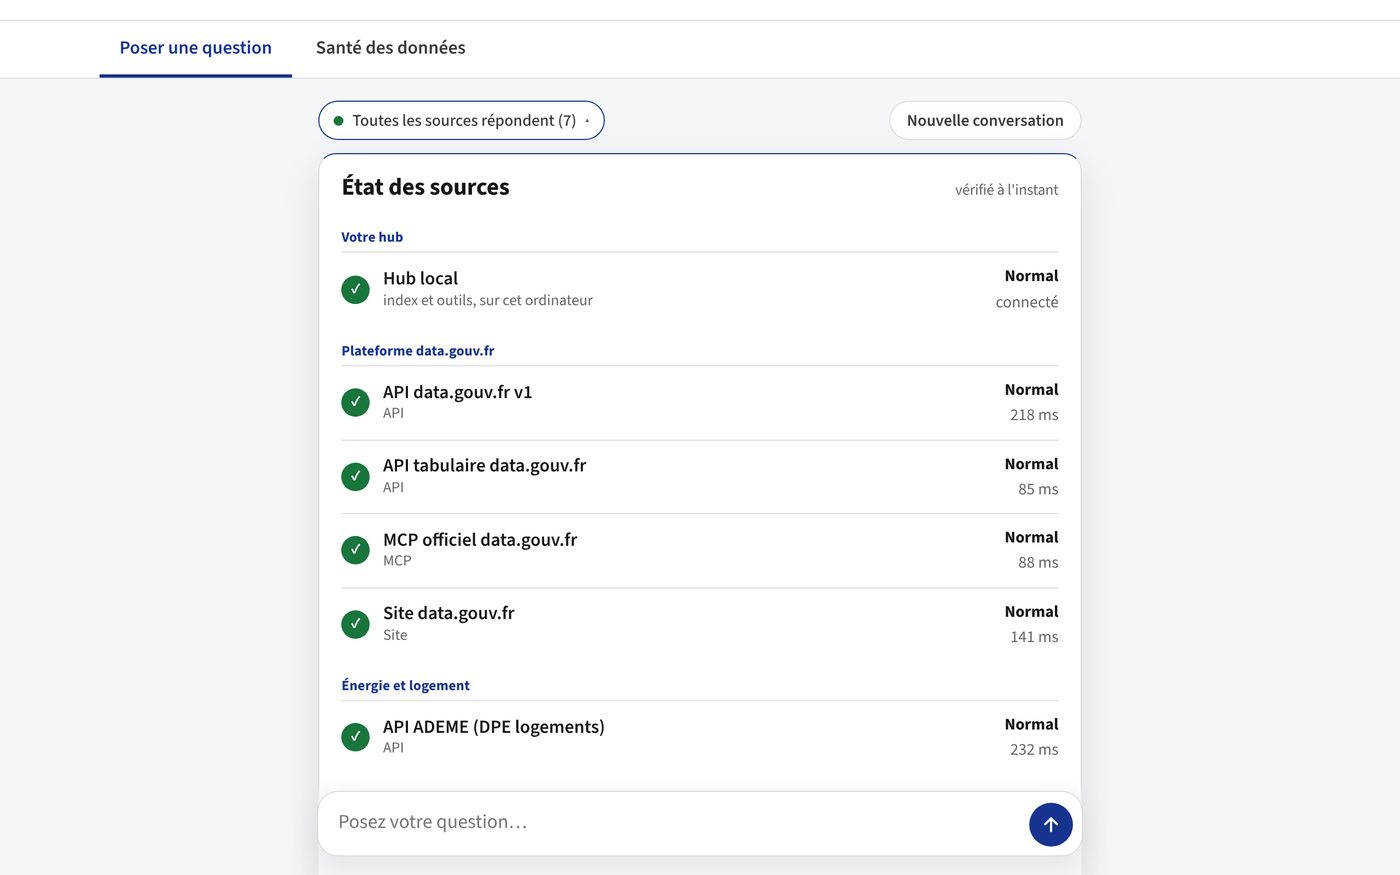 Poser une question
Santé des données
Toutes les sources répondent (7)
Nouvelle conversation
État des sources
vérifié à l'instant
Votre hub
Hub local
Normal
index et outils, sur cet ordinateur
connecté
Plateforme data.gouv.fr
API data.gouv.fr v1
Normal
API
218 ms
API tabulaire data.gouv.fr
Normal
API
85 ms
MCP officiel data.gouv.fr
Normal
MCP
88 ms
Site data.gouv.fr
Normal
Site
141 ms
Énergie et logement
API ADEME (DPE logements)
Normal
API
232 ms
Posez votre question…